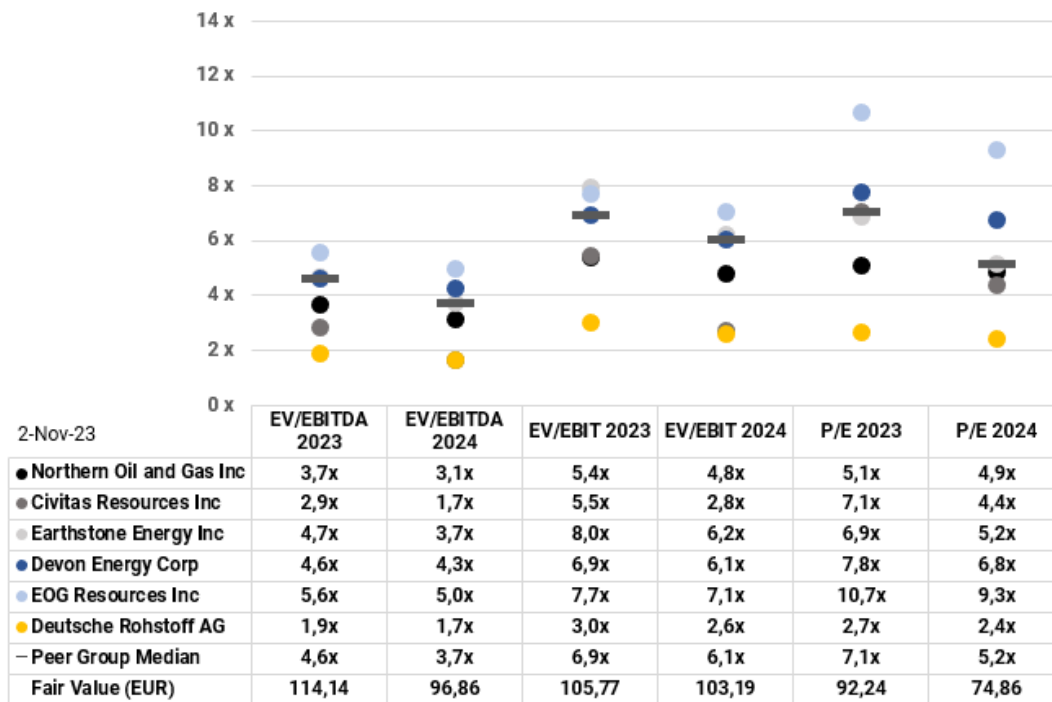 14 x
12 x
10 x
8 x
6 x
4 x
2 x
0 x
2-Nov-23 EV/EBITDA 2023 EV/EBITDA 2024 EV/EBIT 2023 EV/EBIT 2024 P/E 2023 P/E 2024
Northern Oil and Gas Inc 3,7x 3,1x 5,4x 4,8x 5,1x 4,9x
Civitas Resources Inc 2,9x 1,7x 5,5x 2,8x 7,1x 4,4x
Earthstone Energy Inc 4,7x 3,7x 8,0x 6,2x 6,9x 5,2x
Devon Energy Corp 4,6x 4,3x 6,9x 6,1x 7,8x 6,8x
EOG Resources Inc 5,6x 5,0x 7,7x 7,1x 10,7x 9,3x
Deutsche Rohstoff AG 1,9x 1,7x 3,0x 2,6x 2,7x 2,4x
Peer Group Median 4,6x 3,7x 6,9x 6,1x 7,1x 5,2x
Fair Value (EUR) 114,14 96,86 105,77 103,19 92,24 74,86